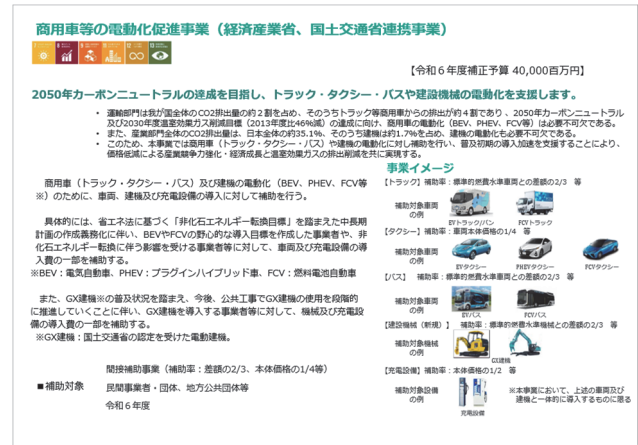 商用車等の電動化促進事業（経済産業省、国土交通省連携事業）
【令和６年度補正予算 40,000百万円】
2050年カーボンニュートラルの達成を目指し、トラック・タクシー・バスや建設機械の電動化を支援します。
• 運輸部門は我が国全体のCO2排出量の約２割を占め、そのうちトラック等商用車からの排出が約４割であり、2050年カーボンニュートラル
及び2030年度温室効果ガス削減目標（2013年度比46％減）の達成に向け、商用車の電動化（BEV、PHEV、FCV等）は必要不可欠である。
• また、産業部門全体のCO2排出量は、日本全体の約35.1%、そのうち建機は約1.7%を占め、建機の電動化も必要不可欠である。
• このため、本事業では商用車（トラック・タクシー・バス）や建機の電動化に対し補助を行い、普及初期の導入加速を支援することにより、
価格低減による産業競争力強化・経済成長と温室効果ガスの排出削減を共に実現する。
商用車（トラック・タクシー・バス）及び建機の電動化（BEV、PHEV、FCV等
※）のために、車両、建機及び充電設備の導入に対して補助を行う。
具体的には、省エネ法に基づく「非化石エネルギー転換目標」を踏まえた中長期
計画の作成義務化に伴い、BEVやFCVの野心的な導入目標を作成した事業者や、非
化石エネルギー転換に伴う影響を受ける事業者等に対して、車両及び充電設備の導
入費の一部を補助する。
※BEV：電気自動車、PHEV：プラグインハイブリッド車、FCV：燃料電池自動車
また、GX建機※の普及状況を踏まえ、今後、公共工事でGX建機の使用を段階的
に推進していくことに伴い、GX建機を導入する事業者等に対して、機械及び充電設
備の導入費の一部を補助する。
※GX建機：国土交通省の認定を受けた電動建機。
間接補助事業（補助率：差額の2/3、本体価格の1/4等）
■補助対象 民間事業者・団体、地方公共団体等
令和６年度
事業イメージ
【トラック】補助率：標準的燃費水準車両との差額の2/3 等
補助対象車両
の例
EVトラック/バン
FCVトラック
【タクシー】補助率：車両本体価格の1/4 等
補助対象車両
の例
EVタクシー
PHEVタクシー
FCVタクシー
【バス】 補助率：標準的燃費水準車両との差額の2/3 等
補助対象車両
の例
EVバス
FCVバス
【建設機械（新規）】 補助率：標準的燃費水準機械との差額の2/3 等
補助対象機械
の例
GX建機
【充電設備】補助率：本体価格の1/2 等
補助対象設備
の例
充電設備
※本事業において、上述の車両及び
建機と一体的に導入するものに限る